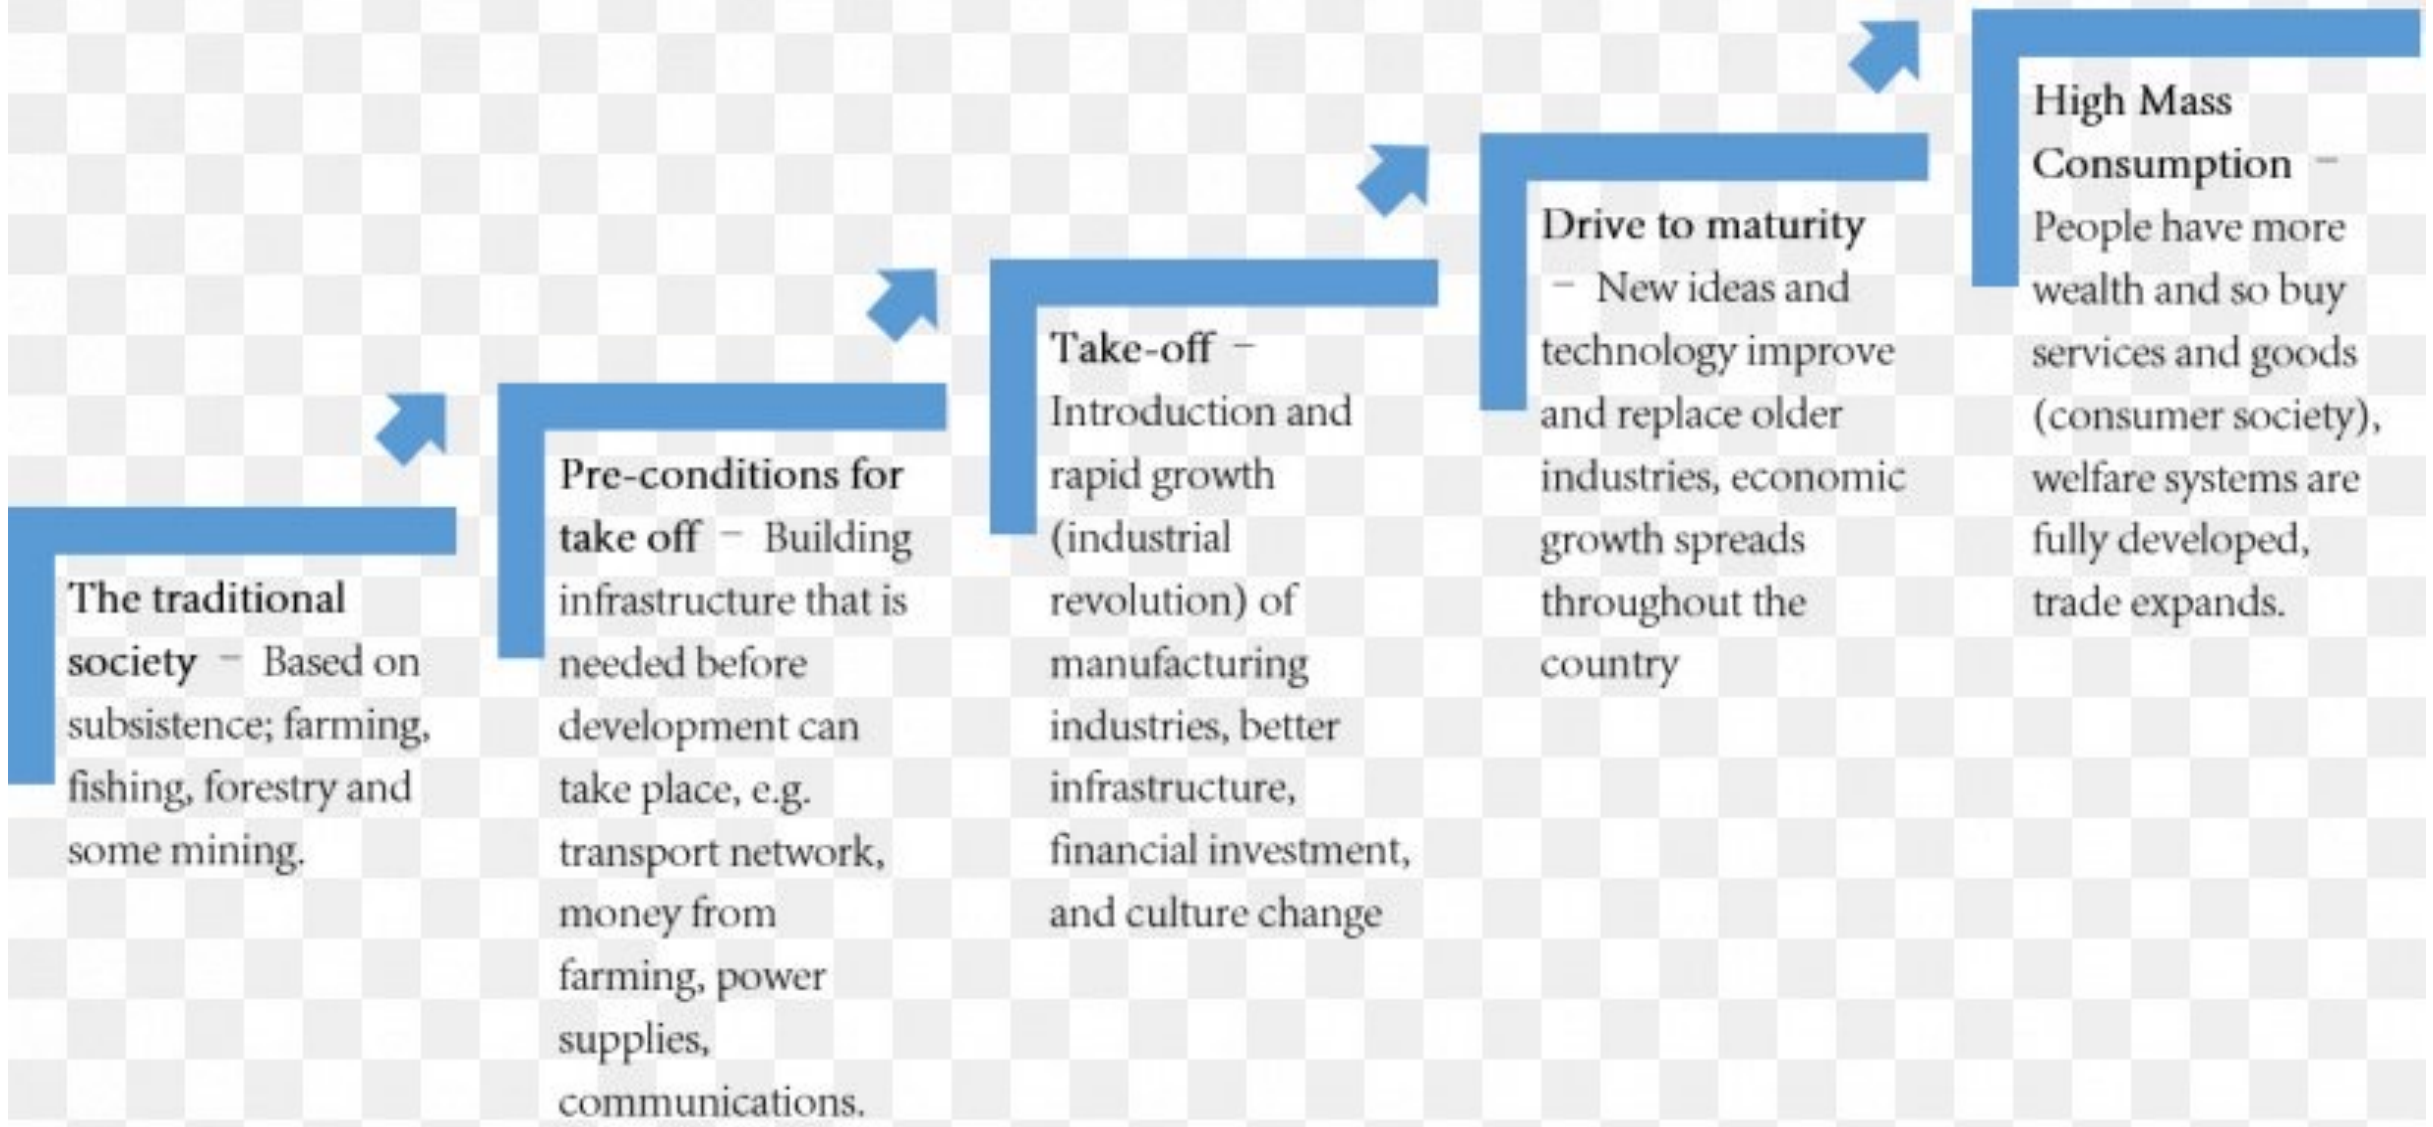 The traditional
society – Based on
subsistence; farming,
fishing, forestry and
some mining.
Pre-conditions for
take off – Building
infrastructure that is
needed before
development can
take place, e.g.
transport network,
money from
farming, power
supplies,
communications.
Take-off –
Introduction and
rapid growth
(industrial
revolution) of
manufacturing
industries, better
infrastructure,
financial investment,
and culture change
Drive to maturity
– New ideas and
technology improve
and replace older
industries, economic
growth spreads
throughout the
country
High Mass
Consumption –
People have more
wealth and so buy
services and goods
(consumer society),
welfare systems are
fully developed,
trade expands.